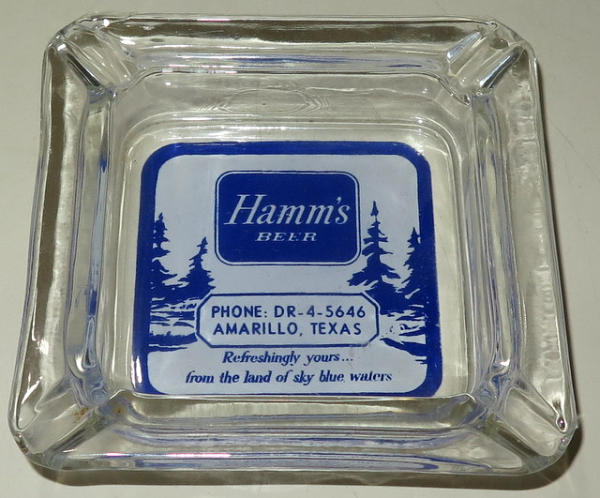 Hamm's
BEER
PHONE: DR-4-5646
AMARILLO, TEXAS
Refreshingly yours...
from the land of sky blue waters